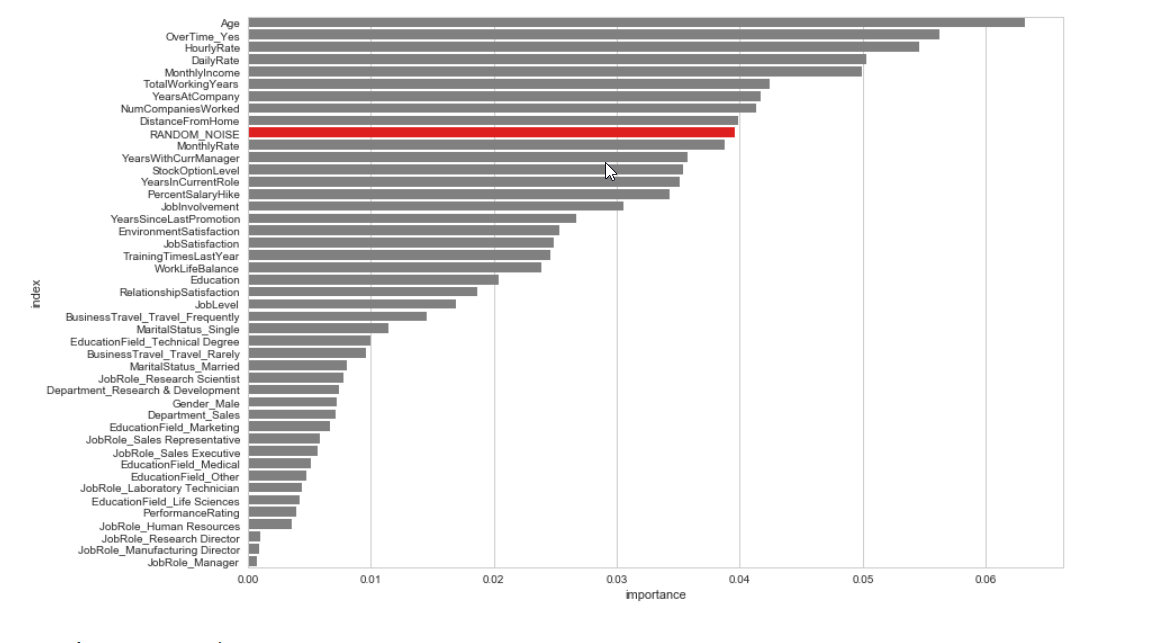 Age
OverTime_Yes
HourlyRate
DailyRate
MonthlyIncome
TotalWorkingYears
YearsAtCompany
NumCompaniesWorked
DistanceFromHome
RANDOM_NOISE
MonthlyRate
YearsWithCurrManager
StockOptionLevel
YearsInCurrentRole
PercentSalaryHike
JobInvolvement
YearsSinceLastPromotion
EnvironmentSatisfaction
JobSatisfaction
TrainingTimesLastYear
WorkLifeBalance
Education
RelationshipSatisfaction
JobLevel
BusinessTravel_Travel_Frequently
MaritalStatus_Single
EducationField_Technical Degree
BusinessTravel_Travel_Rarely
MaritalStatus_Married
JobRole_Research Scientist
Department_Research & Development
Gender_Male
Department_Sales
EducationField_Marketing
JobRole_Sales Representative
JobRole_Sales Executive
EducationField_Medical
EducationField_Other
JobRole_Laboratory Technician
EducationField_Life Sciences
PerformanceRating
JobRole_Human Resources
JobRole_Research Director
JobRole_Manufacturing Director
JobRole_Manager
index
0.00 0.01 0.02 0.03 0.04 0.05 0.06
importance